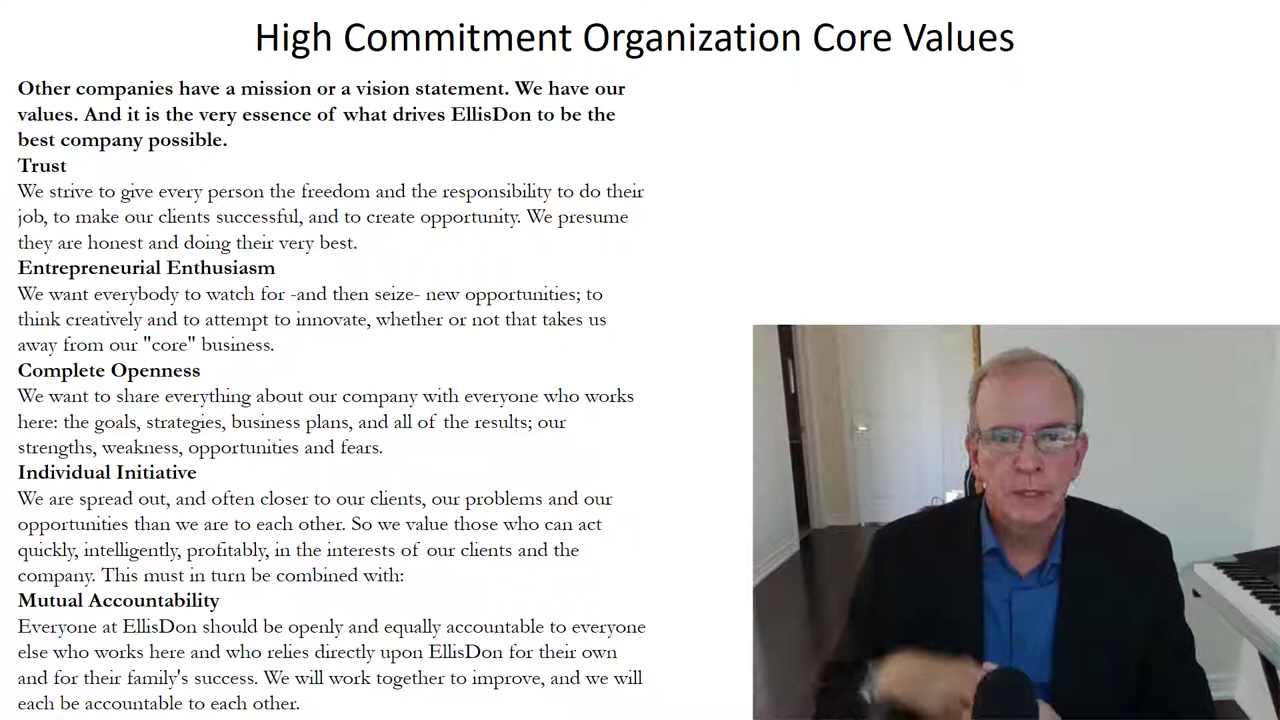 High Commitment Organization Core Values
Other companies have a mission or a vision statement. We have our
values. And it is the very essence of what drives EllisDon to be the
best company possible.
Trust
We strive to give every person the freedom and the responsibility to do their
job, to make our clients successful, and to create opportunity. We presume
they are honest and doing their very best.
Entrepreneurial Enthusiasm
We want everybody to watch for -and then seize- new opportunities; to
think creatively and to attempt to innovate, whether or not that takes us
away from our "core" business.
Complete Openness
We want to share everything about our company with everyone who works
here: the goals, strategies, business plans, and all of the results; our
strengths, weakness, opportunities and fears.
Individual Initiative
We are spread out, and often closer to our clients, our problems and our
opportunities than we are to each other. So we value those who can act
quickly, intelligently, profitably, in the interests of our clients and the
company. This must in turn be combined with:
Mutual Accountability
Everyone at EllisDon should be openly and equally accountable to everyone
else who works here and who relies directly upon EllisDon for their own
and for their family's success. We will work together to improve, and we will
each be accountable to each other.